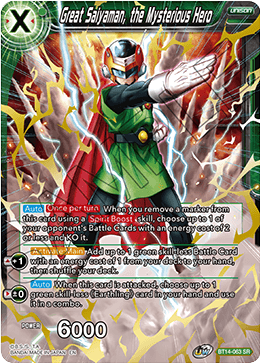 X
Great Saiyaman, the Mysterious Hero
UNISON
Auto Once per turn When you remove a marker from
this card using a Spirit Boost skill, choose up to 1 of
your opponent's Battle Cards with an energy cost of 2
or less and KO it.
+1 Activate: Main Add up to 1 green skill-less Battle Card
with an energy cost of 1 from your deck to your hand,
then shuffle your deck.
±0 Auto When this card is attacked, choose up to 1
green skill-less 《Earthling》 card in your hand and use
it in a combo.
POWER 6000
BANDAI MADE IN JAPAN EN
BT14-063 SR